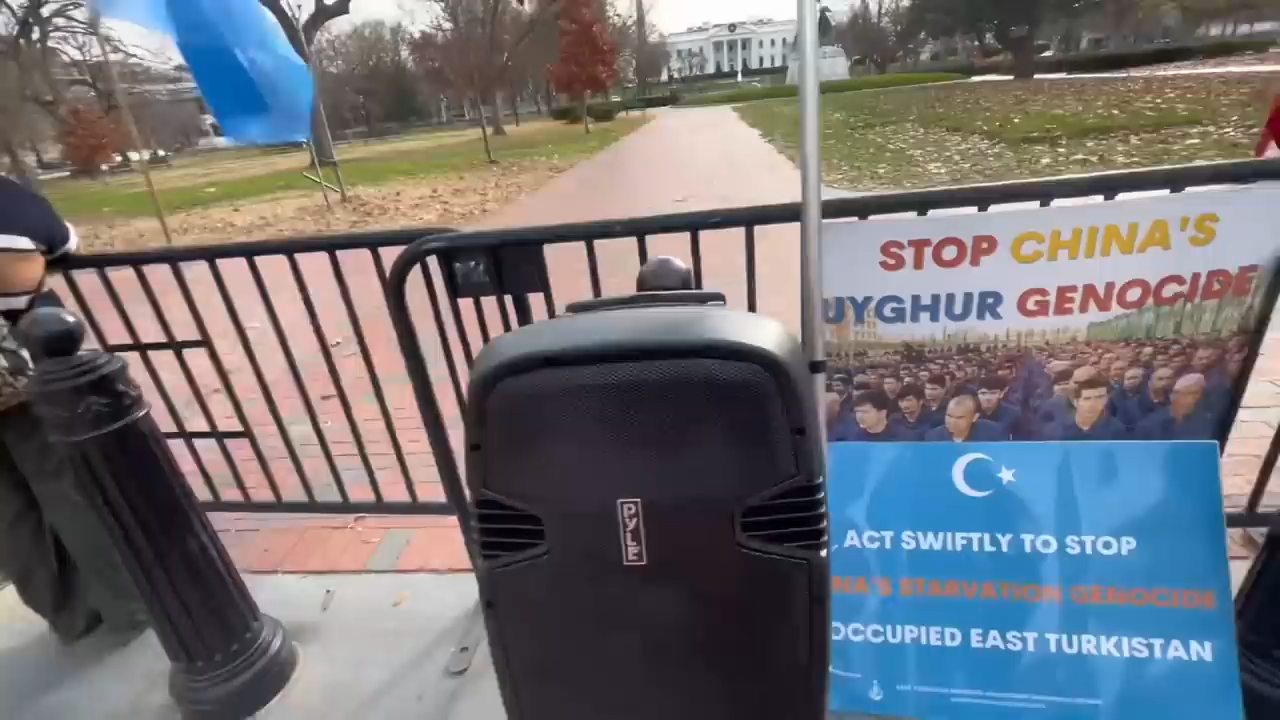 STOP CHINA'S
UYGHUR GENOCIDE
PYLE
, ACT SWIFTLY TO STOP
NA'S STARVATION GENOCIDE
OCCUPIED EAST TURKISTAN